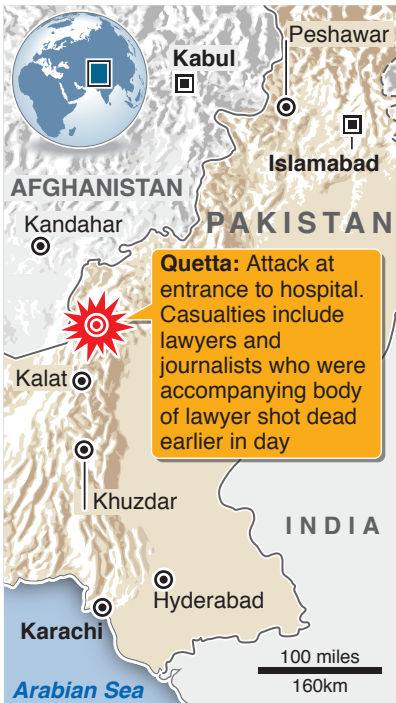 Peshawar
Kabul
Islamabad
AFGHANISTAN
Kandahar
PAKISTAN
Quetta: Attack at
entrance to hospital.
Casualties include
lawyers and
journalists who were
accompanying body
of lawyer shot dead
earlier in day
Kalat
Khuzdar
INDIA
Hyderabad
Karachi
100 miles
160km
Arabian Sea